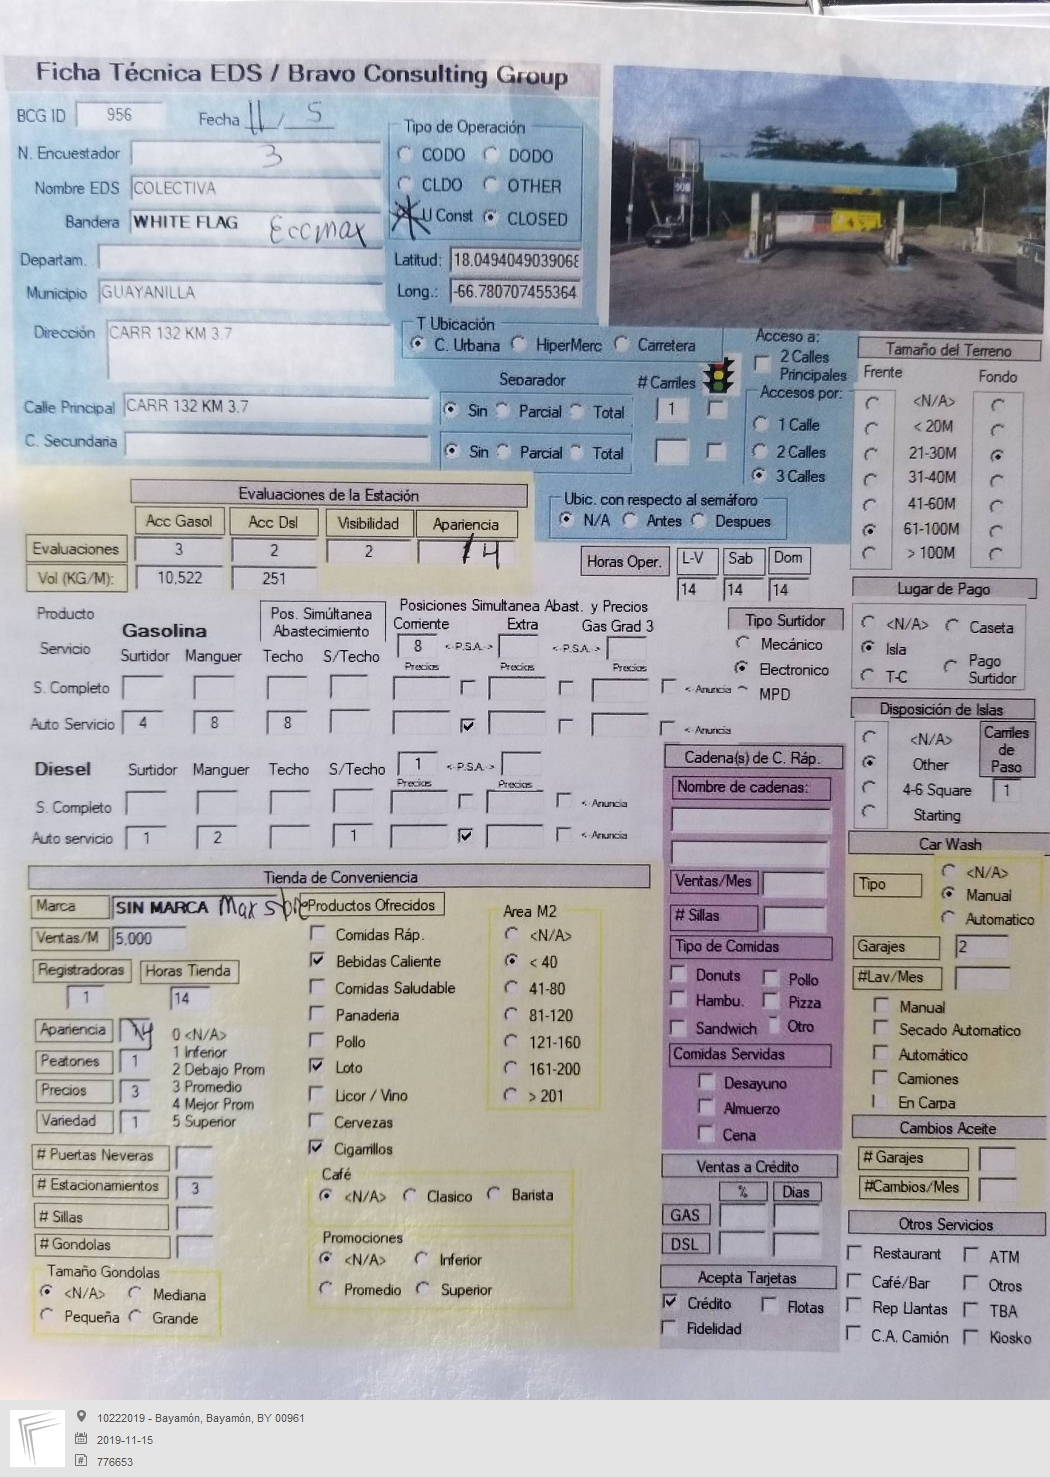 Ficha Técnica EDS / Bravo Consulting Group
BCG ID 956 Fecha 11/ 5
N. Encuestador 3
Nombre EDS COLECTIVA
Bandera WHITE FLAG Eccmax
Departam.
Municipio GUAYANILLA
Dirección CARR 132 KM 3.7
Calle Principal CARR 132 KM 3.7
C. Secundaria
Tipo de Operación
CODO DODO
CLDO OTHER
U Const CLOSED
Latitud: 18.0494049039068
Long.: -66.780707455364
T Ubicación
C. Urbana HiperMerc Carretera
Separador # Carriles
Sin Parcial Total 1
Sin Parcial Total
Acceso a:
2 Calles
Principales
Accesos por:
1 Calle
2 Calles
3 Calles
Tamaño del Terreno
Frente Fondo
<N/A>
< 20M
21-30M
31-40M
41-60M
61-100M
> 100M
Evaluaciones de la Estación
Acc Gasol Acc Dsl Visibilidad Apariencia
Evaluaciones 3 2 2 4
Vol (KG/M): 10,522 251
Ubic. con respecto al semáforo
N/A Antes Despues
Horas Oper. L-V Sab Dom
14 14 14
Lugar de Pago
<N/A> Caseta
Isla Pago
T-C Surtidor
Producto
Servicio
Gasolina
Pos. Simúltanea
Abastecimiento
Posiciones Simultanea Abast. y Precios
Corriente Extra Gas Grad 3
8 <-P.S.A.-> <-P.S.A.->
Surtidor Manguer Techo S/Techo Precios Precios Precios
S. Completo <-Anuncia
Auto Servicio 4 8 8 <-Anuncia
Tipo Surtidor
Mecánico
Electronico
MPD
Disposición de Islas
<N/A>
Other
4-6 Square
Starting
Carriles
de
Paso
1
Diesel Surtidor Manguer Techo S/Techo 1 <-P.S.A.->
Precios Precios
S. Completo <-Anuncia
Auto servicio 1 2 1 <-Anuncia
Cadena(s) de C. Ráp.
Nombre de cadenas:
Ventas/Mes
# Sillas
Tipo de Comidas
Donuts Pollo
Hambu. Pizza
Sandwich Otro
Comidas Servidas
Desayuno
Almuerzo
Cena
Car Wash
Tipo
<N/A>
Manual
Automatico
Garajes 2
#Lav/Mes
Manual
Secado Automatico
Automático
Camiones
En Carpa
Cambios Aceite
# Garajes
#Cambios/Mes
Tienda de Conveniencia
Marca SIN MARCA Max
Ventas/M 5,000
Registradoras Horas Tienda
1 14
Apariencia 4
Peatones 1
Precios 3
Variedad 1
0 <N/A>
1 Inferior
2 Debajo Prom
3 Promedio
4 Mejor Prom
5 Superior
# Puertas Neveras
# Estacionamientos 3
# Sillas
# Gondolas
Tamaño Gondolas
<N/A> Mediana
Pequeña Grande
Productos Ofrecidos
Comidas Ráp.
Bebidas Caliente
Comidas Saludable
Panaderia
Pollo
Loto
Licor / Vino
Cervezas
Cigarrillos
Area M2
<N/A>
< 40
41-80
81-120
121-160
161-200
> 201
Café
<N/A> Clasico Barista
Promociones
<N/A> Inferior
Promedio Superior
Ventas a Crédito
% Dias
GAS
DSL
Acepta Tarjetas
Crédito Flotas
Fidelidad
Otros Servicios
Restaurant ATM
Café/Bar Otros
Rep Llantas TBA
C.A. Camión Kiosko
10222019 - Bayamón, Bayamón, BY 00961
2019-11-15
776653